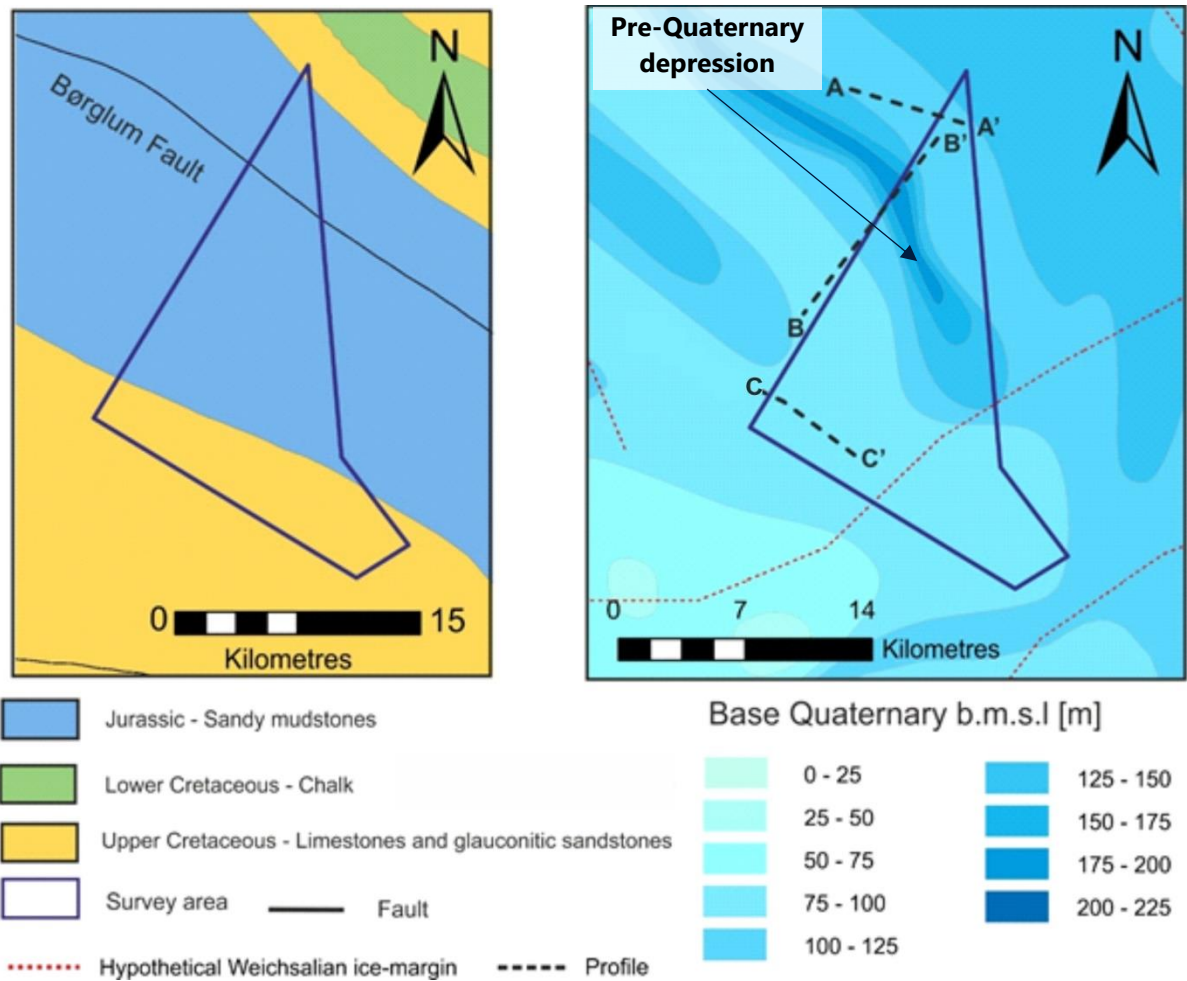 N
Børglum Fault
0 15
Kilometres
Pre-Quaternary
depression
N
A
A'
B'
B
C
C'
0 7 14
Kilometres
Jurassic - Sandy mudstones
Lower Cretaceous - Chalk
Upper Cretaceous - Limestones and glauconitic sandstones
Survey area
Fault
Hypothetical Weichsalian ice-margin
Profile
Base Quaternary b.m.s.l [m]
0 - 25
25 - 50
50 - 75
75 - 100
100 - 125
125 - 150
150 - 175
175 - 200
200 - 225